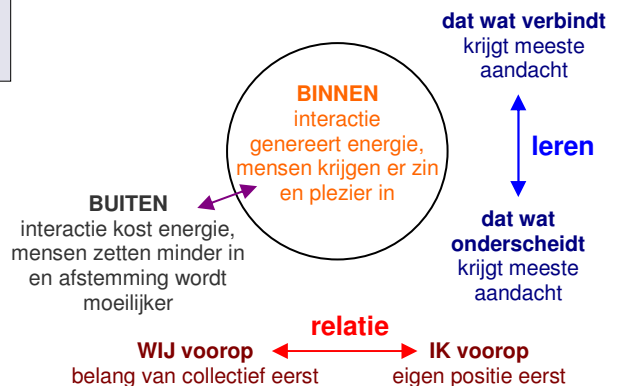 dat wat verbindt
krijgt meeste
aandacht
BINNEN
interactie
genereert energie,
mensen krijgen er zin
en plezier in
leren
BUITEN
interactie kost energie,
mensen zetten minder in
en afstemming wordt
moeilijker
dat wat
onderscheidt
krijgt meeste
aandacht
relatie
WIJ voorop
belang van collectief eerst
IK voorop
eigen positie eerst